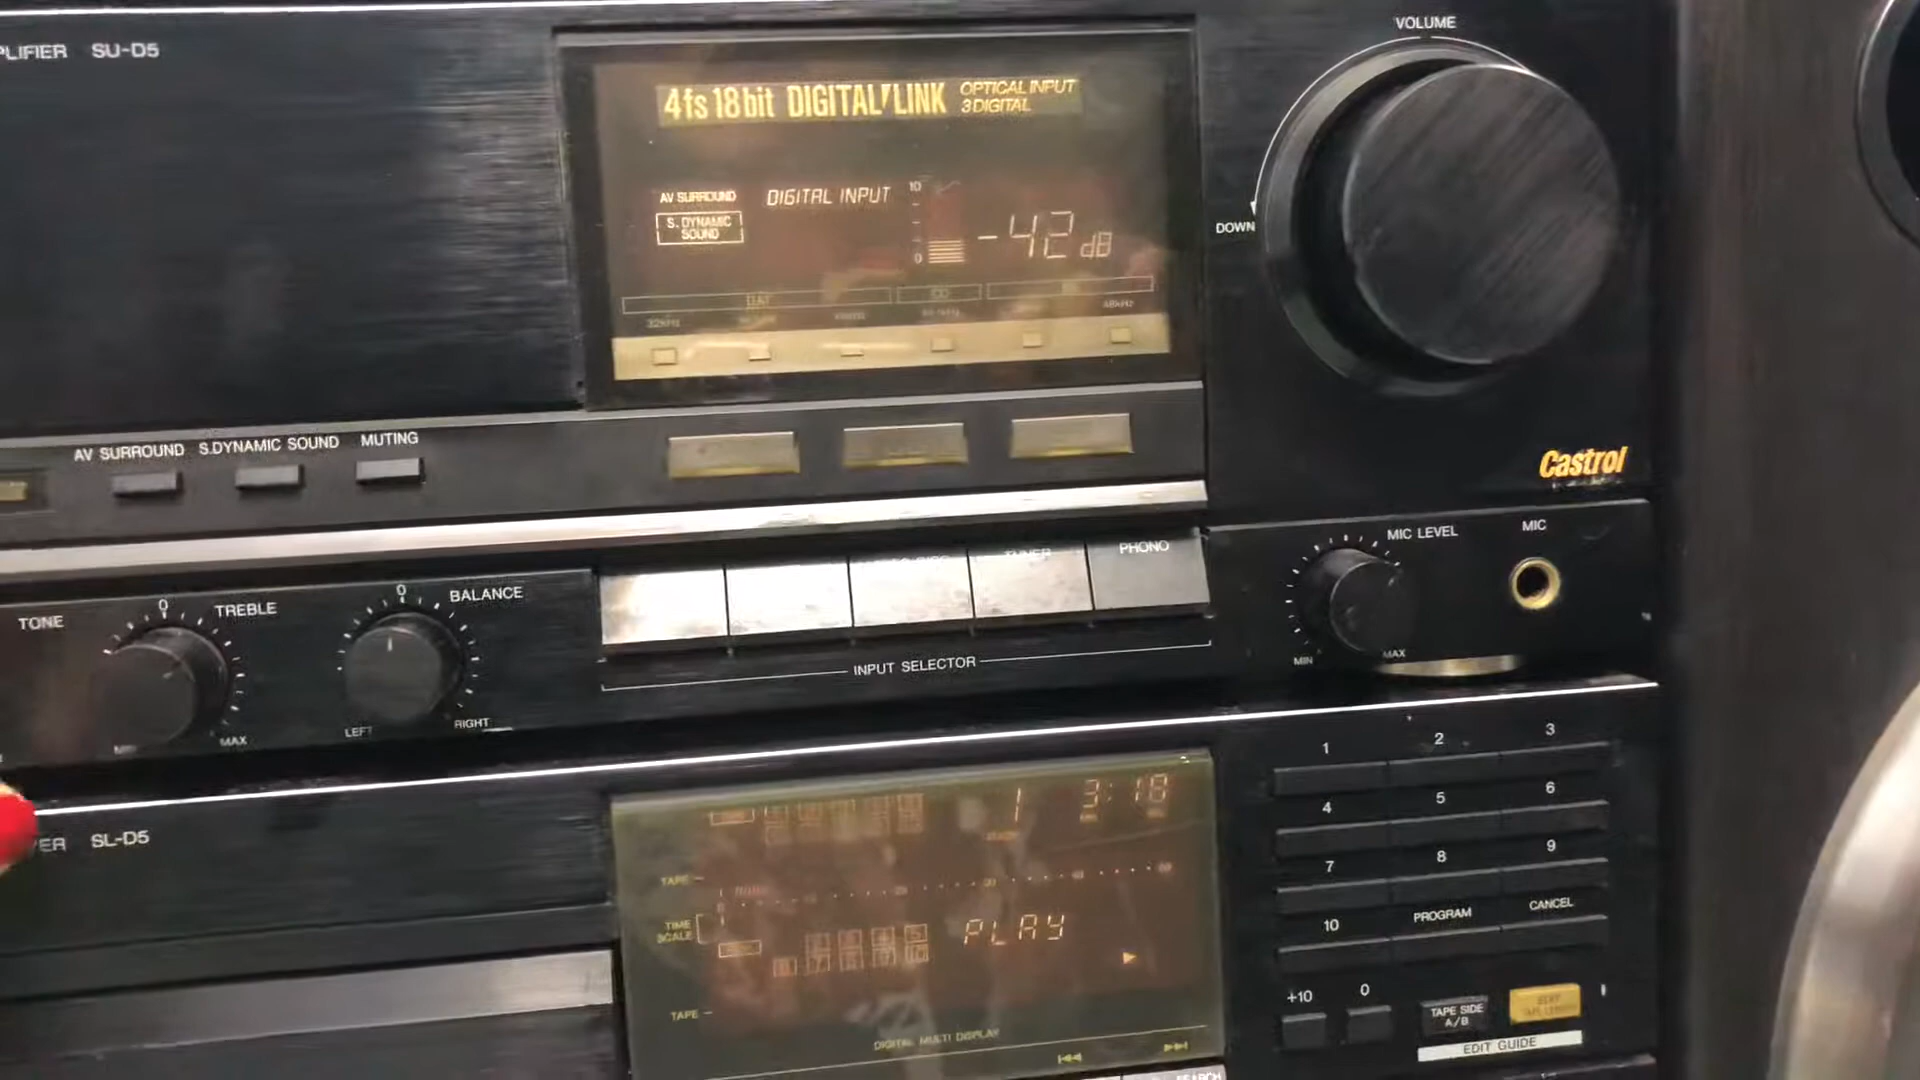 PLIFIER SU-D5
VOLUME
4fs 18bit DIGITAL LINK OPTICAL INPUT
3 DIGITAL
AV SURROUND DIGITAL INPUT 10
S. DYNAMIC
SOUND
-42 dB
0
DOWN
DAT CD
32kHz 48kHz
AV SURROUND S.DYNAMIC SOUND MUTING
Castrol
TUNER PHONO
MIC LEVEL MIC
TONE 0 TREBLE 0 BALANCE
INPUT SELECTOR
MIN MAX
MIN MAX LEFT RIGHT
1 2 3
1 3:18
4 5 6
YER SL-D5
7 8 9
TAPE
TIME
SCALE
PLAY
10 PROGRAM CANCEL
+10 0 TAPE SIDE
A/B
TAPE
DIGITAL MULTI DISPLAY
EDIT GUIDE
SEARCH